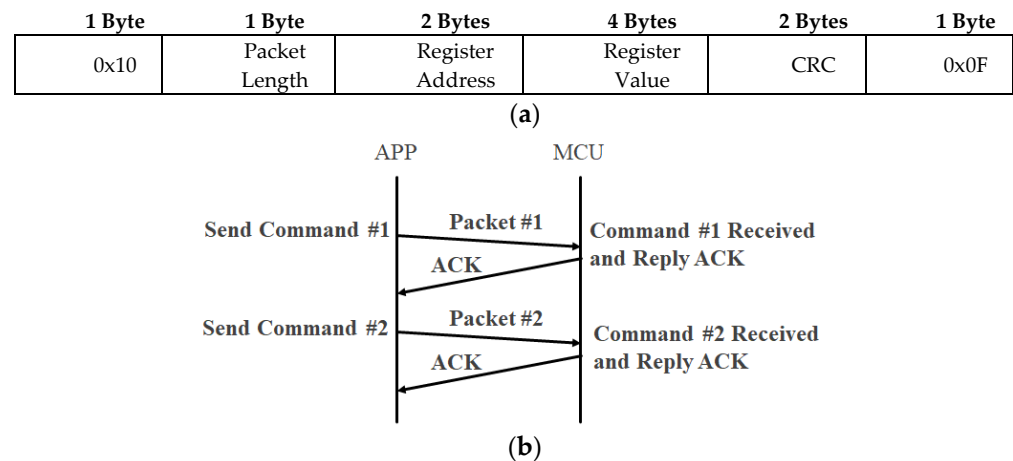 1 Byte 1 Byte 2 Bytes 4 Bytes 2 Bytes 1 Byte
0x10 Packet Length Register Address Register Value CRC 0x0F
(a)
APP MCU
Send Command #1 Packet #1 Command #1 Received
and Reply ACK
ACK
Send Command #2 Packet #2 Command #2 Received
and Reply ACK
ACK
(b)